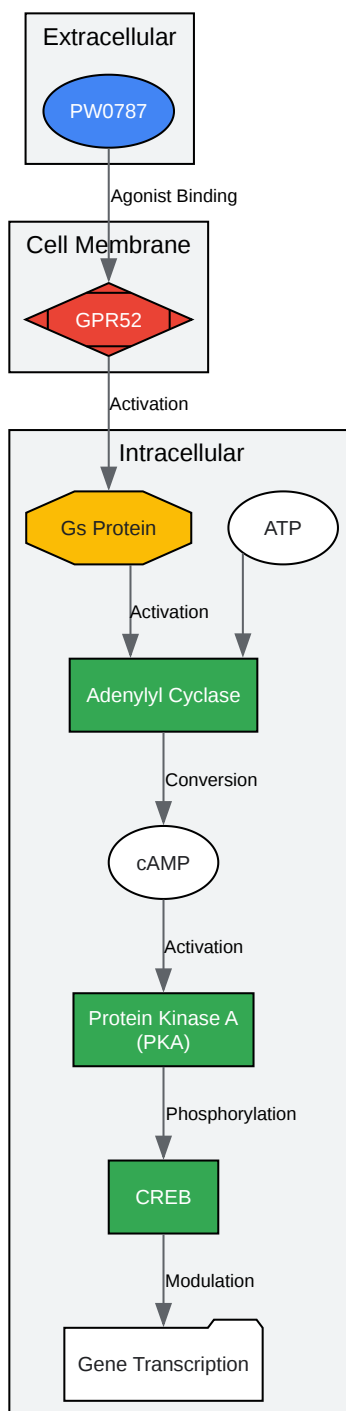 Extracellular
PW0787
Agonist Binding
Cell Membrane
GPR52
Activation
Intracellular
Gs Protein
ATP
Activation
Adenylyl Cyclase
Conversion
cAMP
Activation
Protein Kinase A
(PKA)
Phosphorylation
CREB
Modulation
Gene Transcription